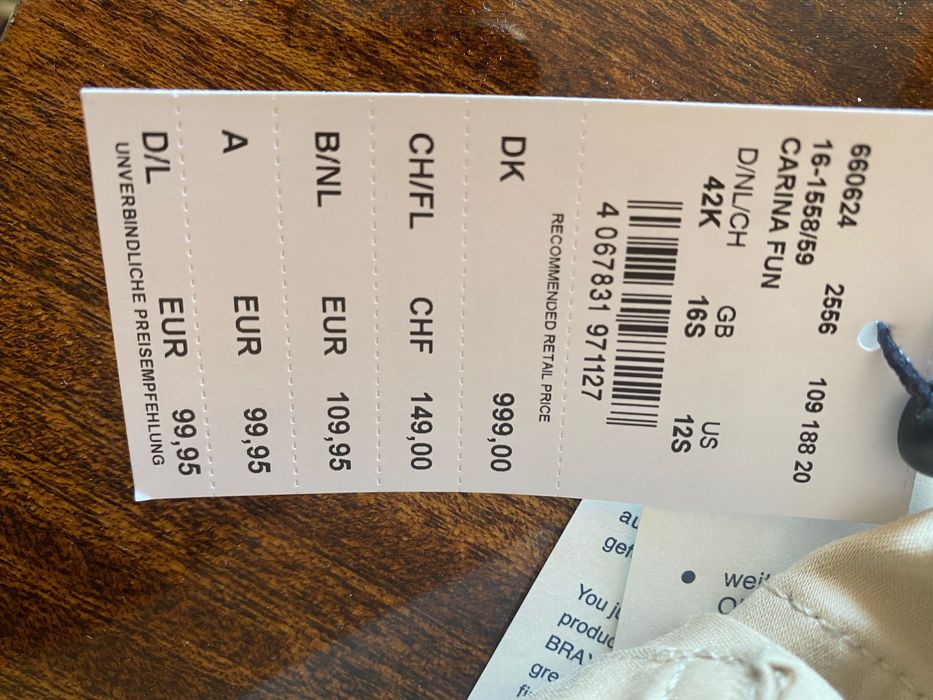 660624
16-1558/59 2556 109 188 20
CARINA FUN
D/NL/CH GB US
42K 16S 12S
4 067831 971127
RECOMMENDED RETAIL PRICE
DK 999,00
CH/FL CHF 149,00
B/NL EUR 109,95
A EUR 99,95
D/L EUR 99,95
UNVERBINDLICHE PREISEMPFEHLUNG
You